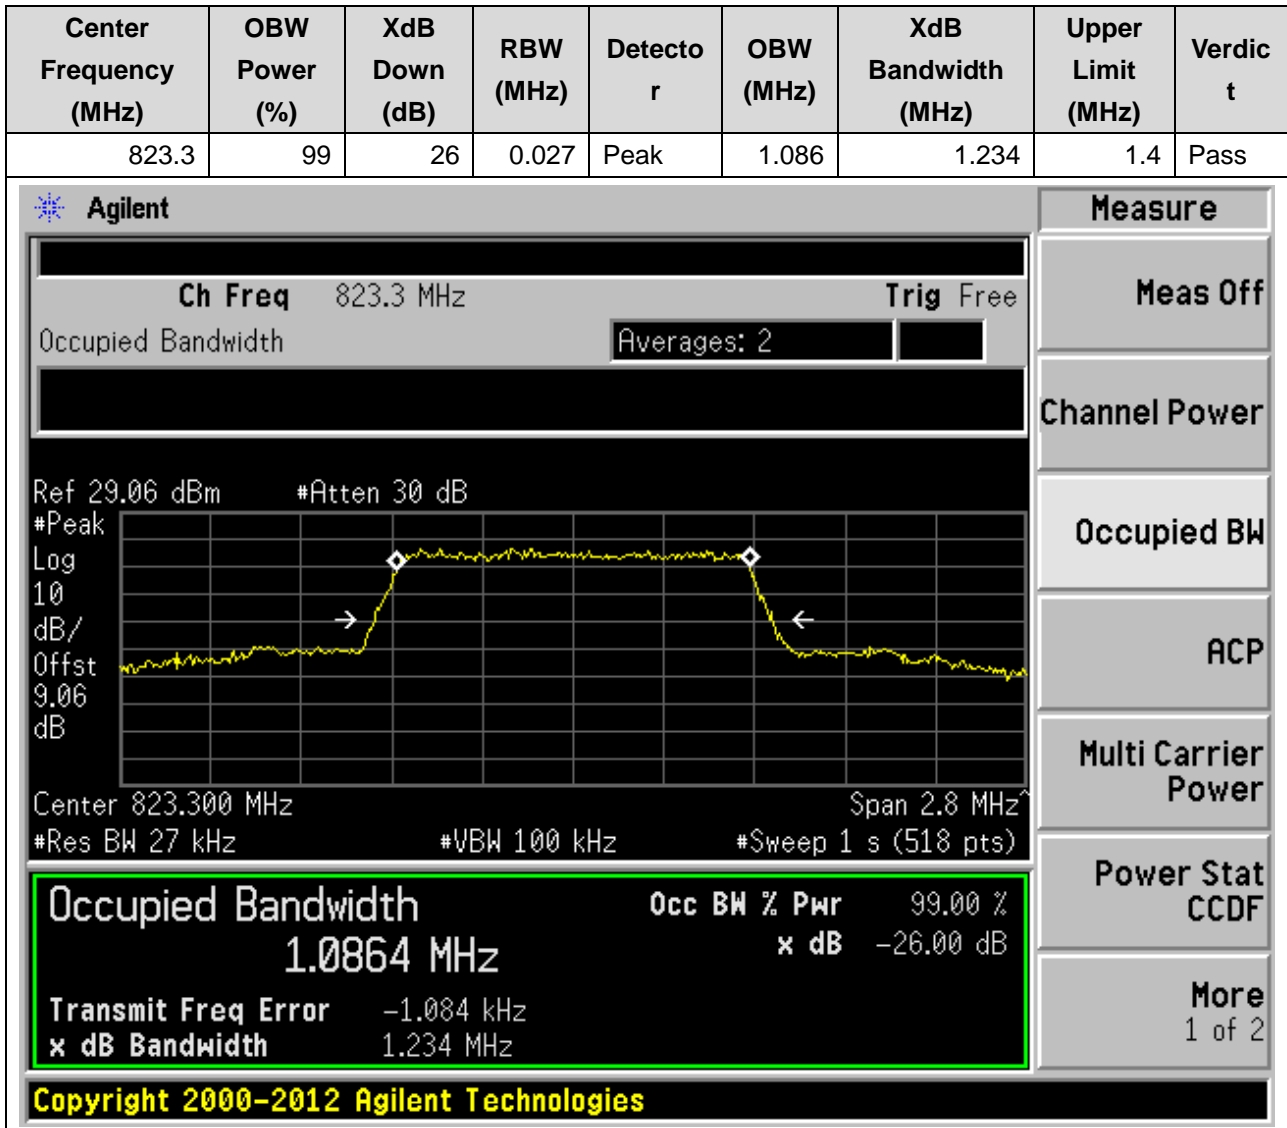 Center Frequency (MHz) OBW Power (%) XdB Down (dB) RBW (MHz) Detecto r OBW (MHz) XdB Bandwidth (MHz) Upper Limit (MHz) Verdic t
823.3 99 26 0.027 Peak 1.086 1.234 1.4 Pass
Agilent
Measure
Ch Freq 823.3 MHz Trig Free
Occupied Bandwidth Averages: 2
Meas Off
Channel Power
Occupied BW
ACP
Multi Carrier
Power
Power Stat
CCDF
More
1 of 2
Ref 29.06 dBm #Atten 30 dB
#Peak
Log
10
dB/
Offst
9.06
dB
Center 823.300 MHz Span 2.8 MHz^
#Res BW 27 kHz #VBW 100 kHz #Sweep 1 s (518 pts)
Occupied Bandwidth Occ BW % Pwr 99.00 %
1.0864 MHz x dB -26.00 dB
Transmit Freq Error -1.084 kHz
x dB Bandwidth 1.234 MHz
Copyright 2000-2012 Agilent Technologies